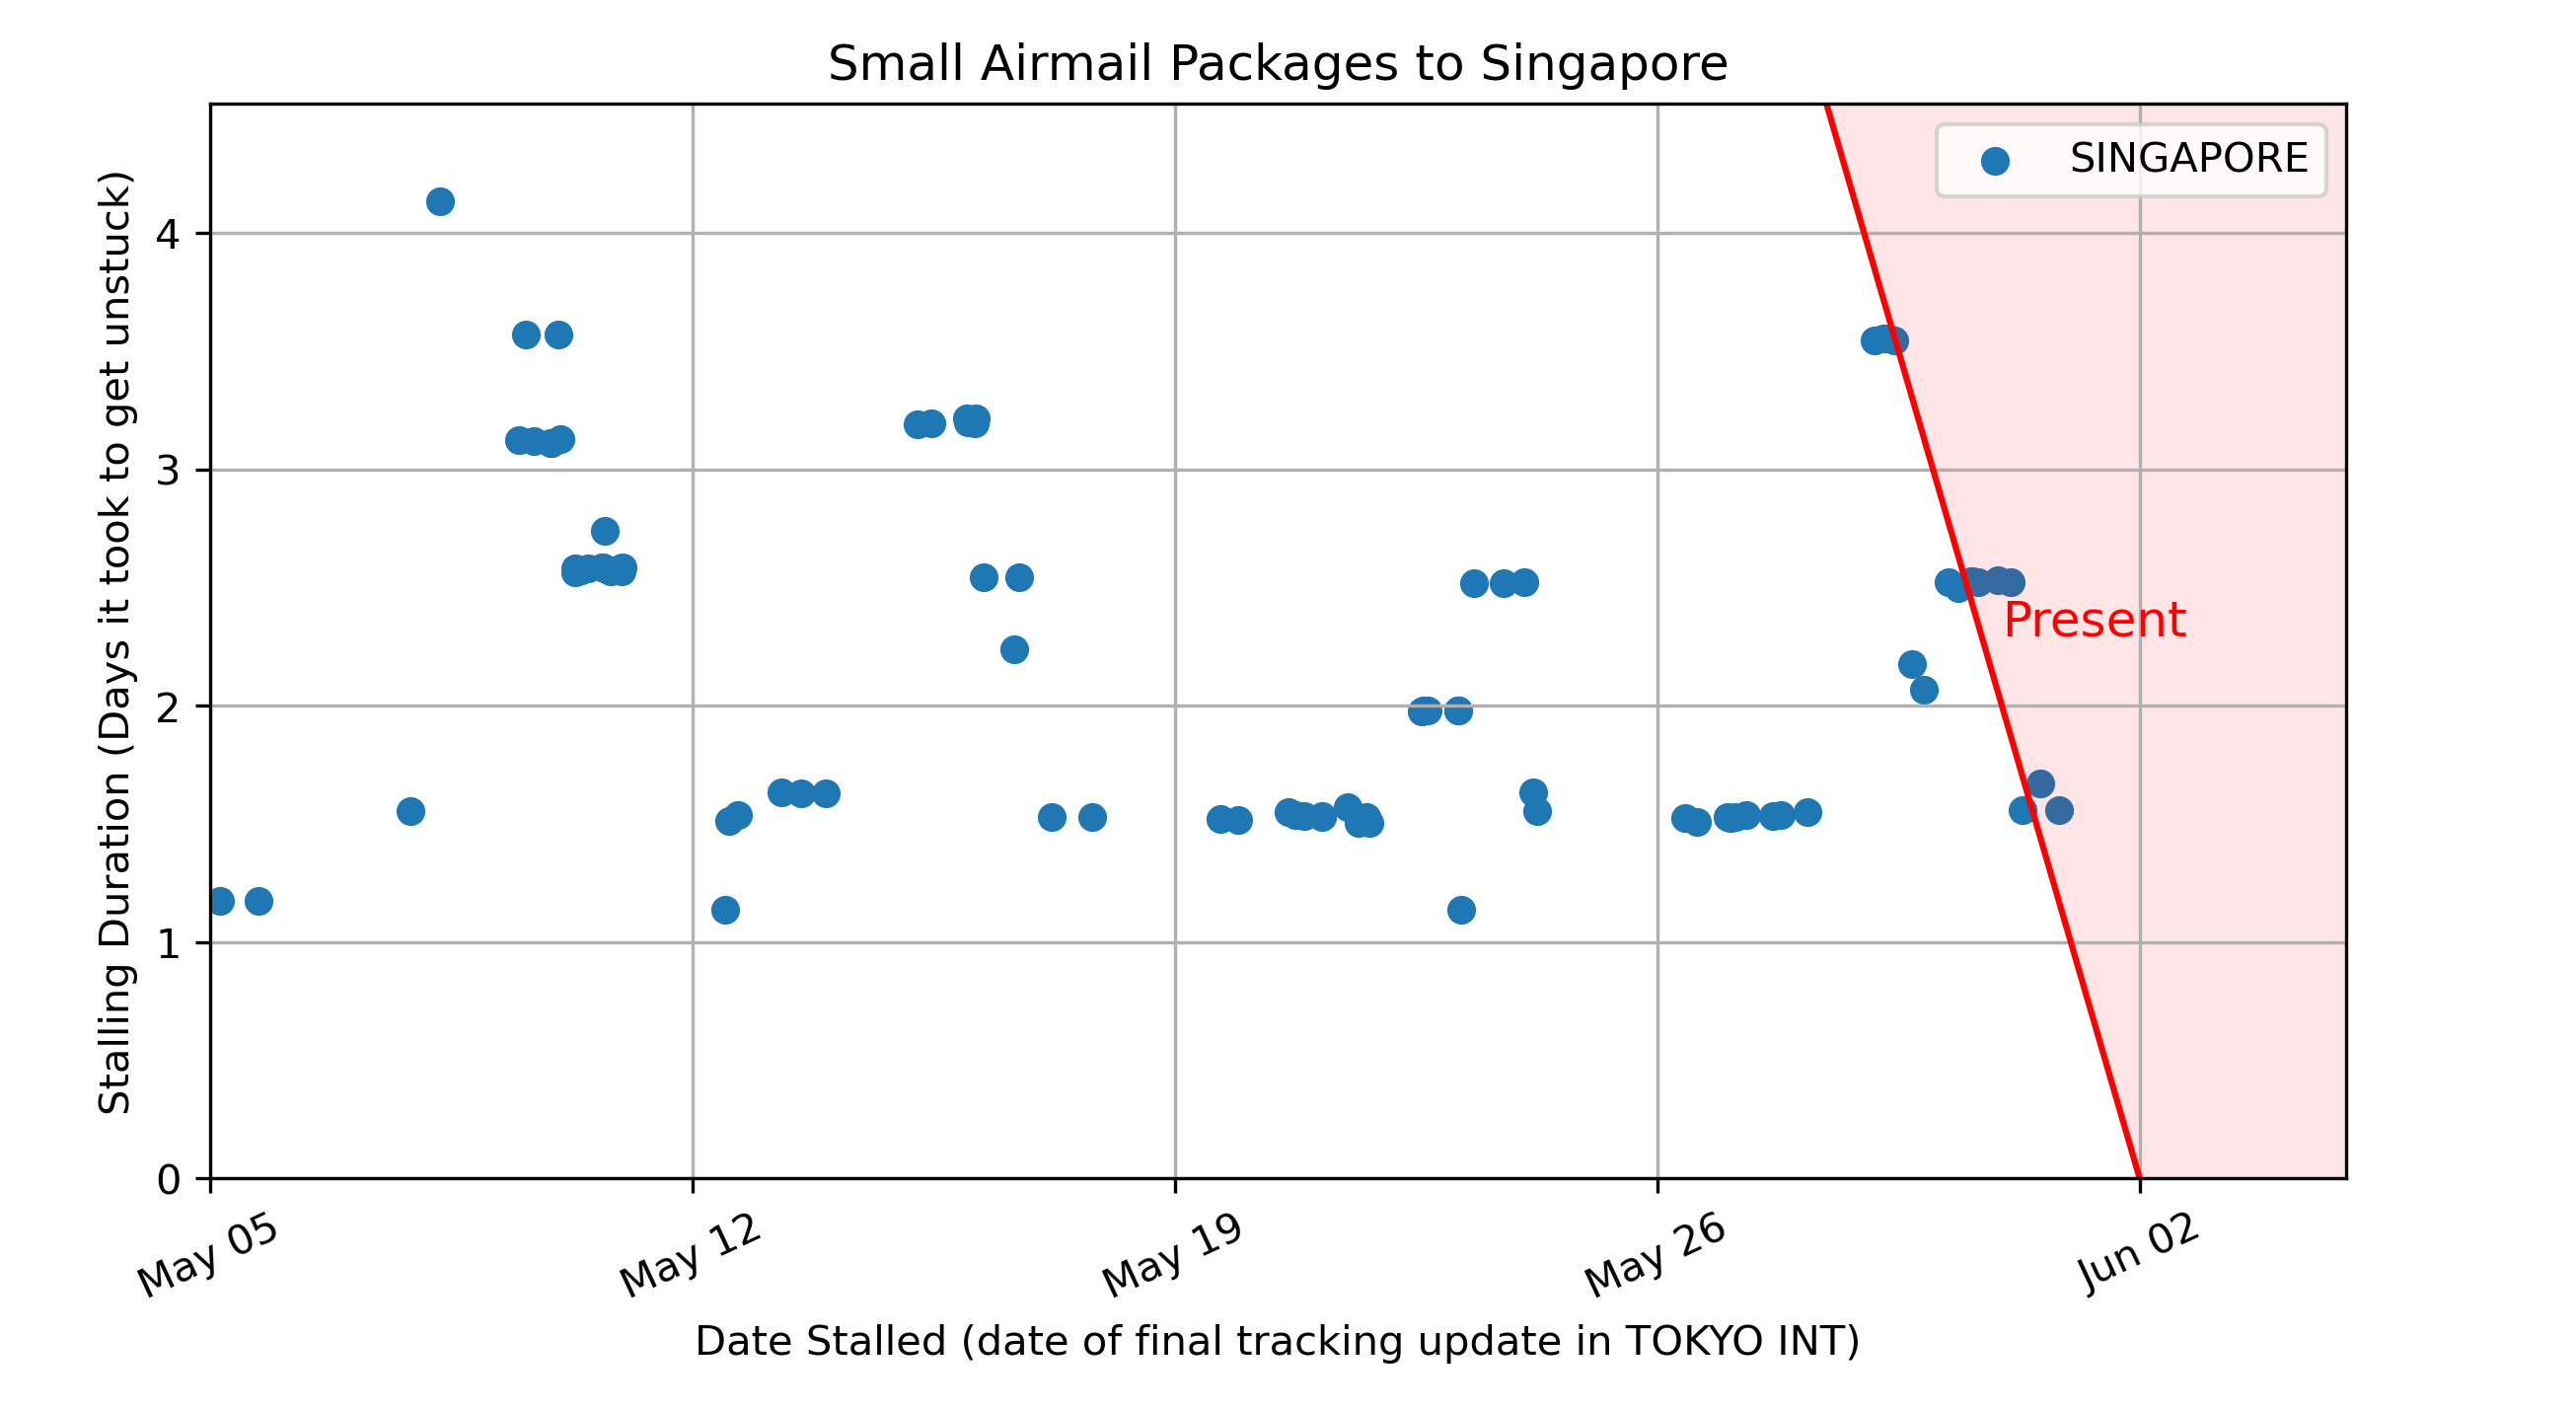 Small Airmail Packages to Singapore
SINGAPORE
Stalling Duration (Days it took to get unstuck)
4
3
2
1
0
Present
May 05
May 12
May 19
May 26
Jun 02
Date Stalled (date of final tracking update in TOKYO INT)